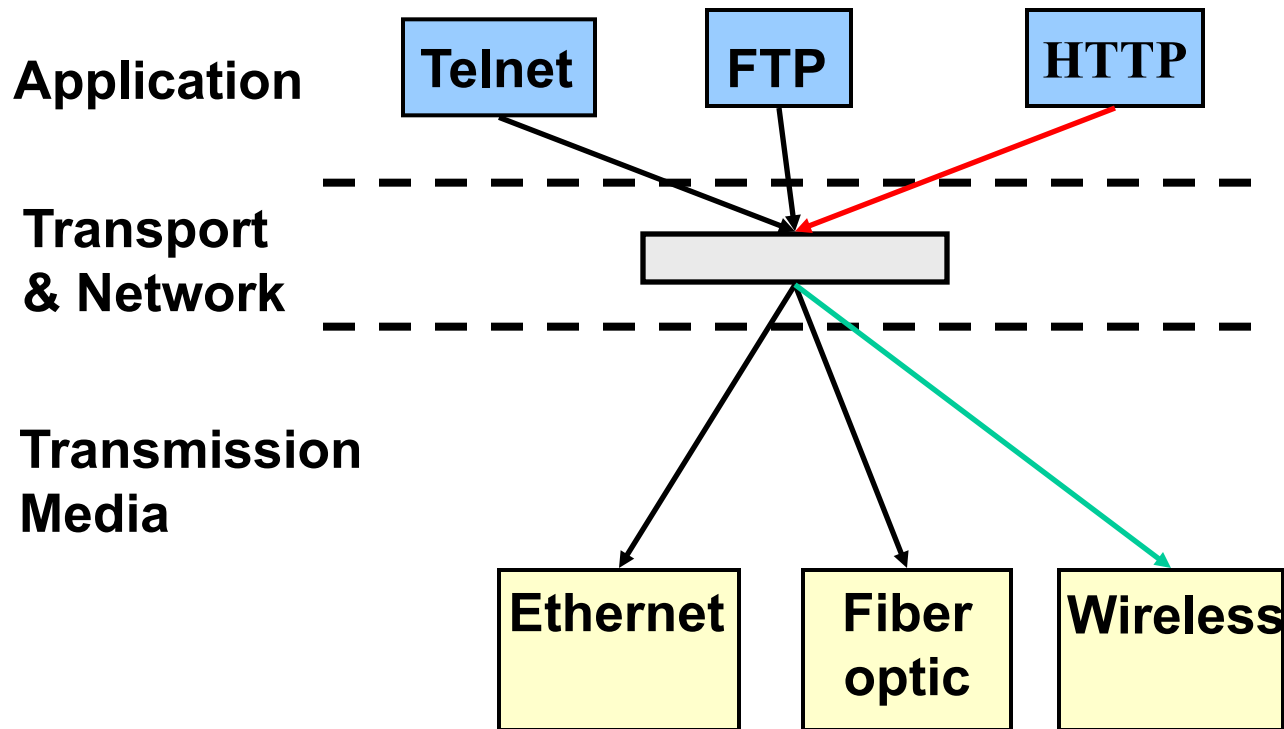 Application
Telnet
FTP
HTTP
Transport
& Network
Transmission
Media
Ethernet
Fiber
optic
Wireless